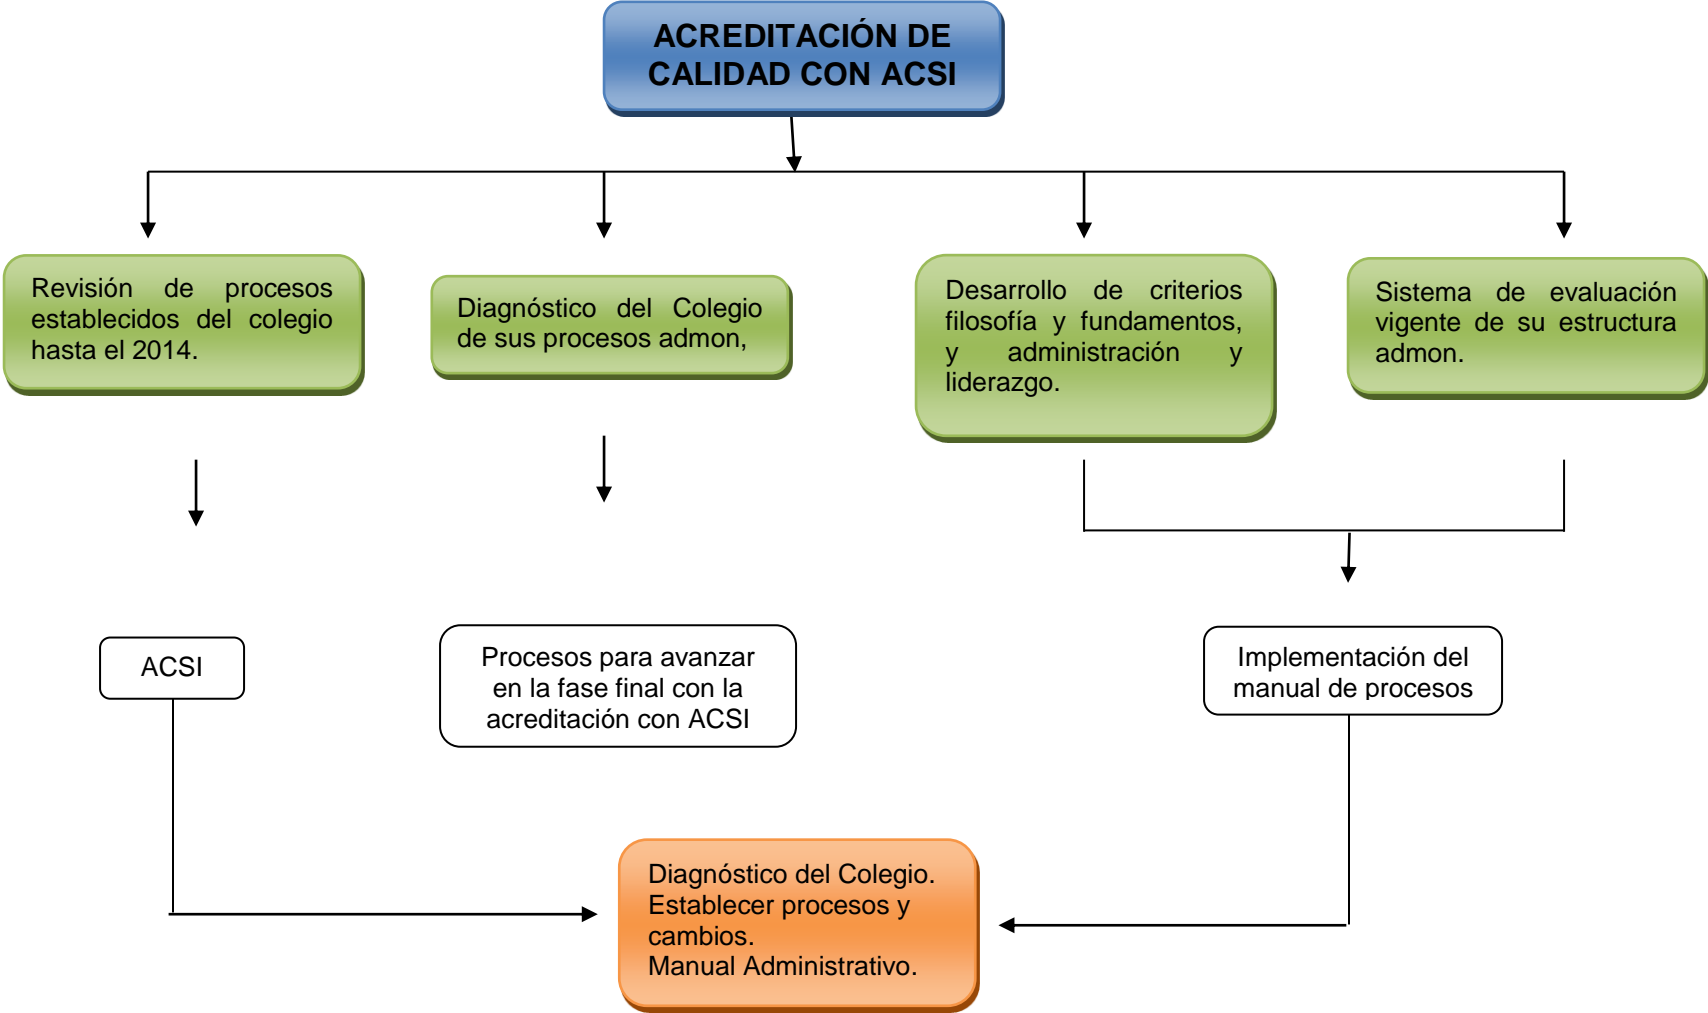 ACREDITACIÓN DE
CALIDAD CON ACSI
Revisión de procesos
establecidos del colegio
hasta el 2014.
Diagnóstico del Colegio
de sus procesos admon,
Desarrollo de criterios
filosofía y fundamentos,
y administración y
liderazgo.
Sistema de evaluación
vigente de su estructura
admon.
ACSI
Procesos para avanzar
en la fase final con la
acreditación con ACSI
Implementación del
manual de procesos
Diagnóstico del Colegio.
Establecer procesos y
cambios.
Manual Administrativo.